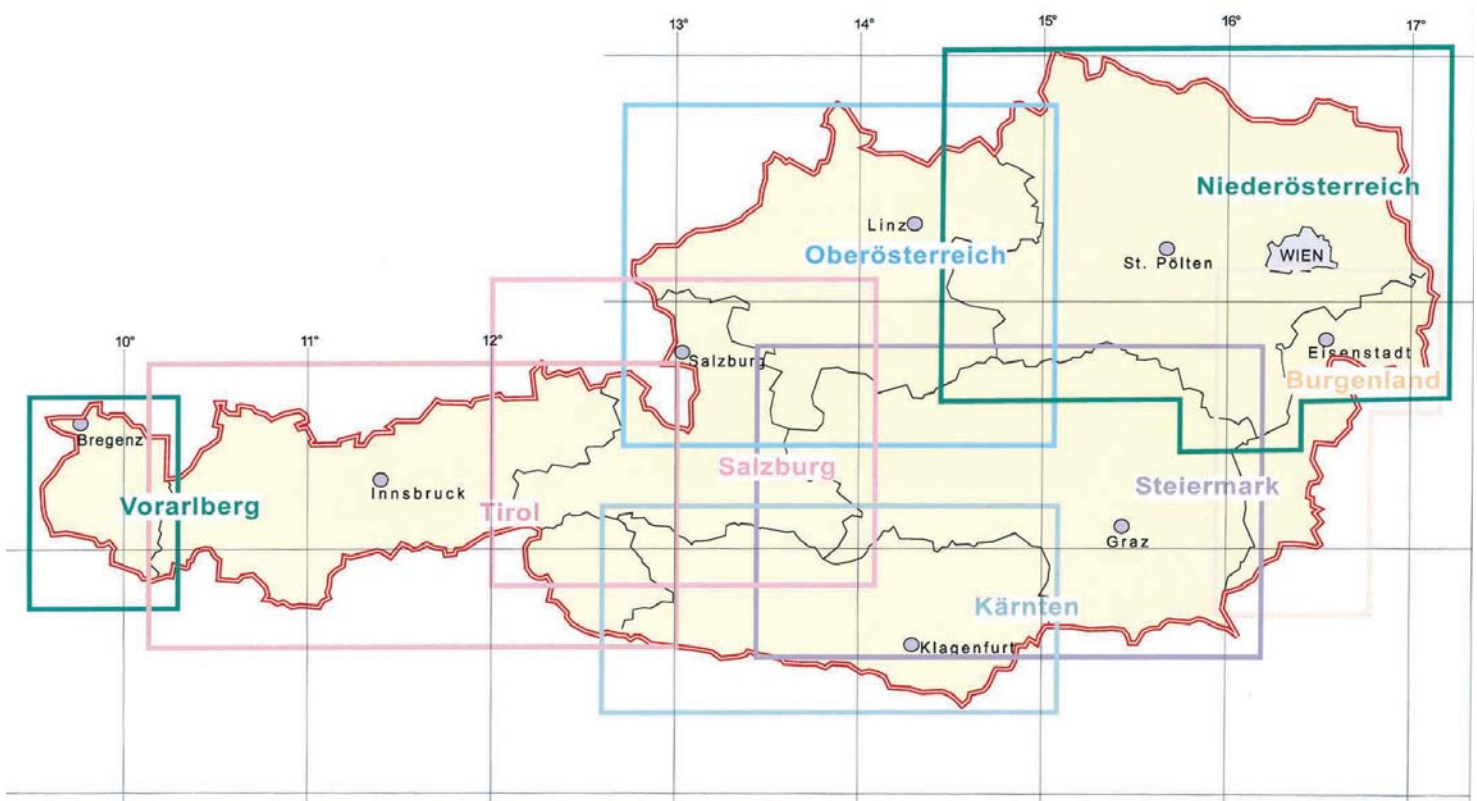 13°
14°
15°
16°
17°
Niederösterreich
Linz
Oberösterreich
St. Pölten
WIEN
10°
11°
12°
Salzburg
Eisenstadt
Burgenland
Bregenz
Salzburg
Innsbruck
Steiermark
Vorarlberg
Tirol
Graz
Kärnten
Klagenfurt